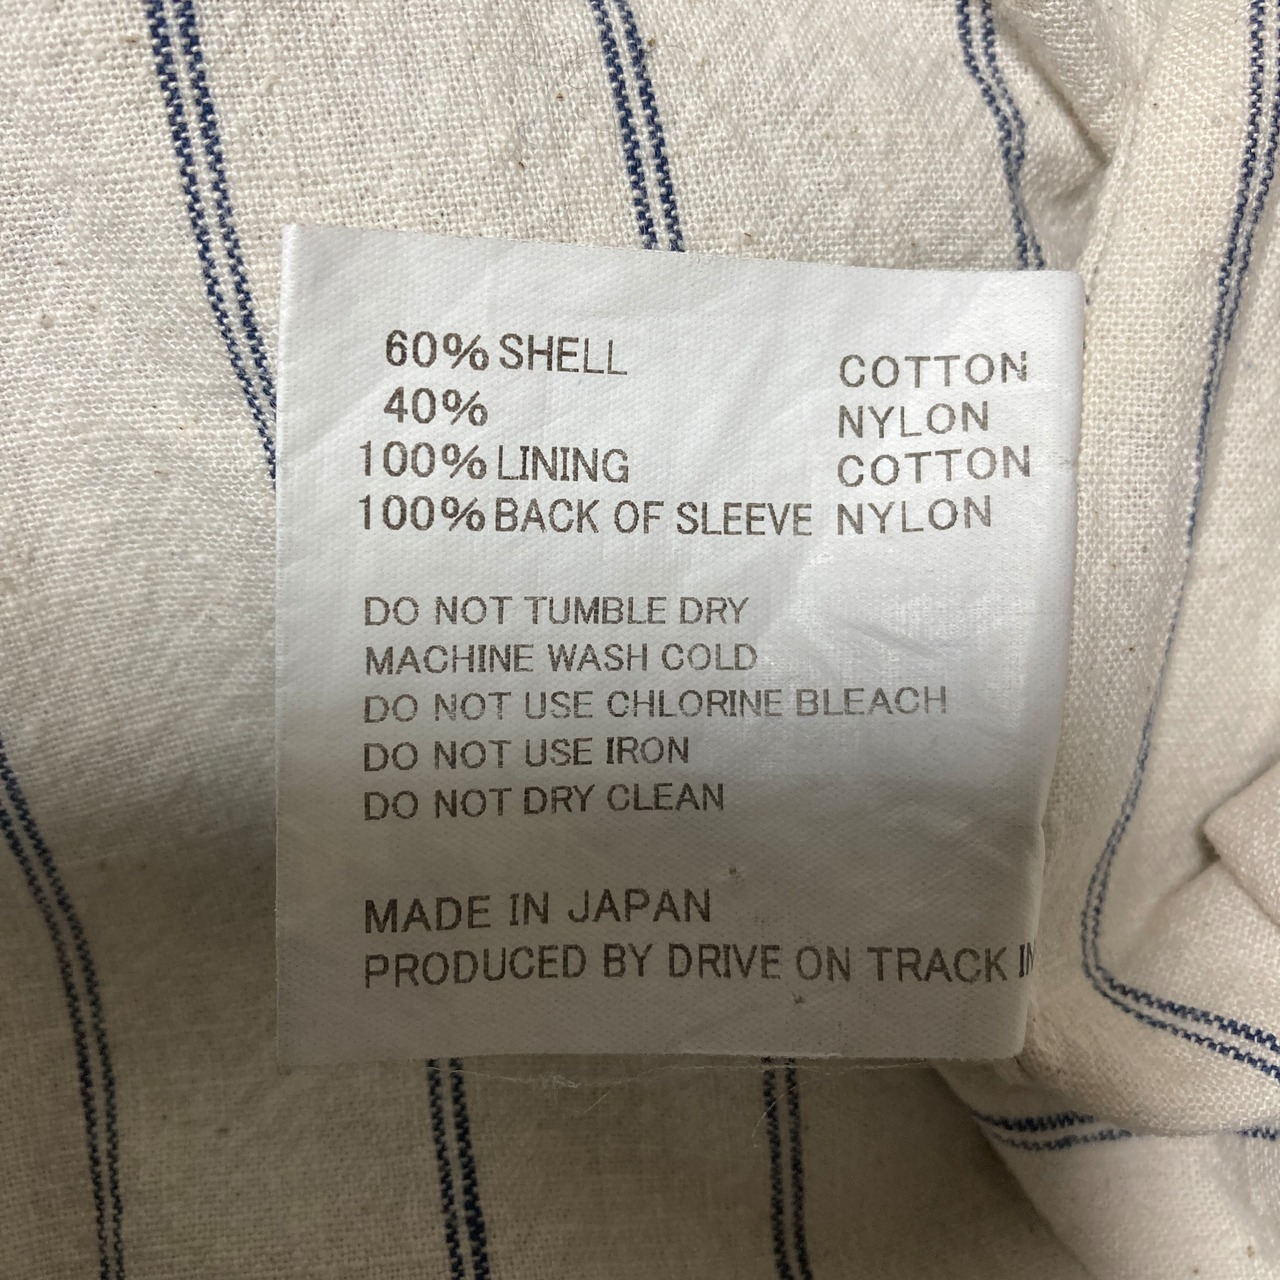 60% SHELL COTTON
40% NYLON
100% LINING COTTON
100% BACK OF SLEEVE NYLON
DO NOT TUMBLE DRY
MACHINE WASH COLD
DO NOT USE CHLORINE BLEACH
DO NOT USE IRON
DO NOT DRY CLEAN
MADE IN JAPAN
PRODUCED BY DRIVE ON TRACK